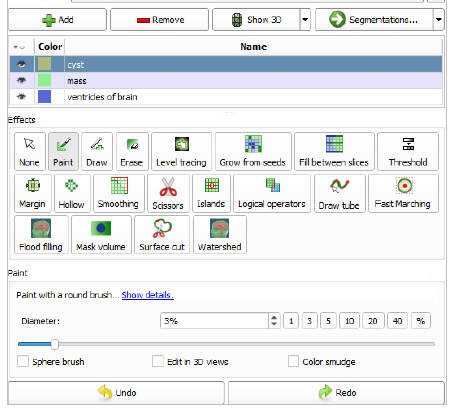 Add Remove Show 3D Segmentations...
Color Name
cyst
mass
ventricles of brain
Effects
None Paint Draw Erase Level tracing Grow from seeds Fill between slices Threshold
Margin Hollow Smoothing Scissors Islands Logical operators Draw tube Fast Marching
Flood filling Mask volume Surface cut Watershed
Paint
Paint with a round brush... Show details.
Diameter: 3% 1 3 5 10 20 40 %
Sphere brush Edit in 3D views Color smudge
Undo Redo